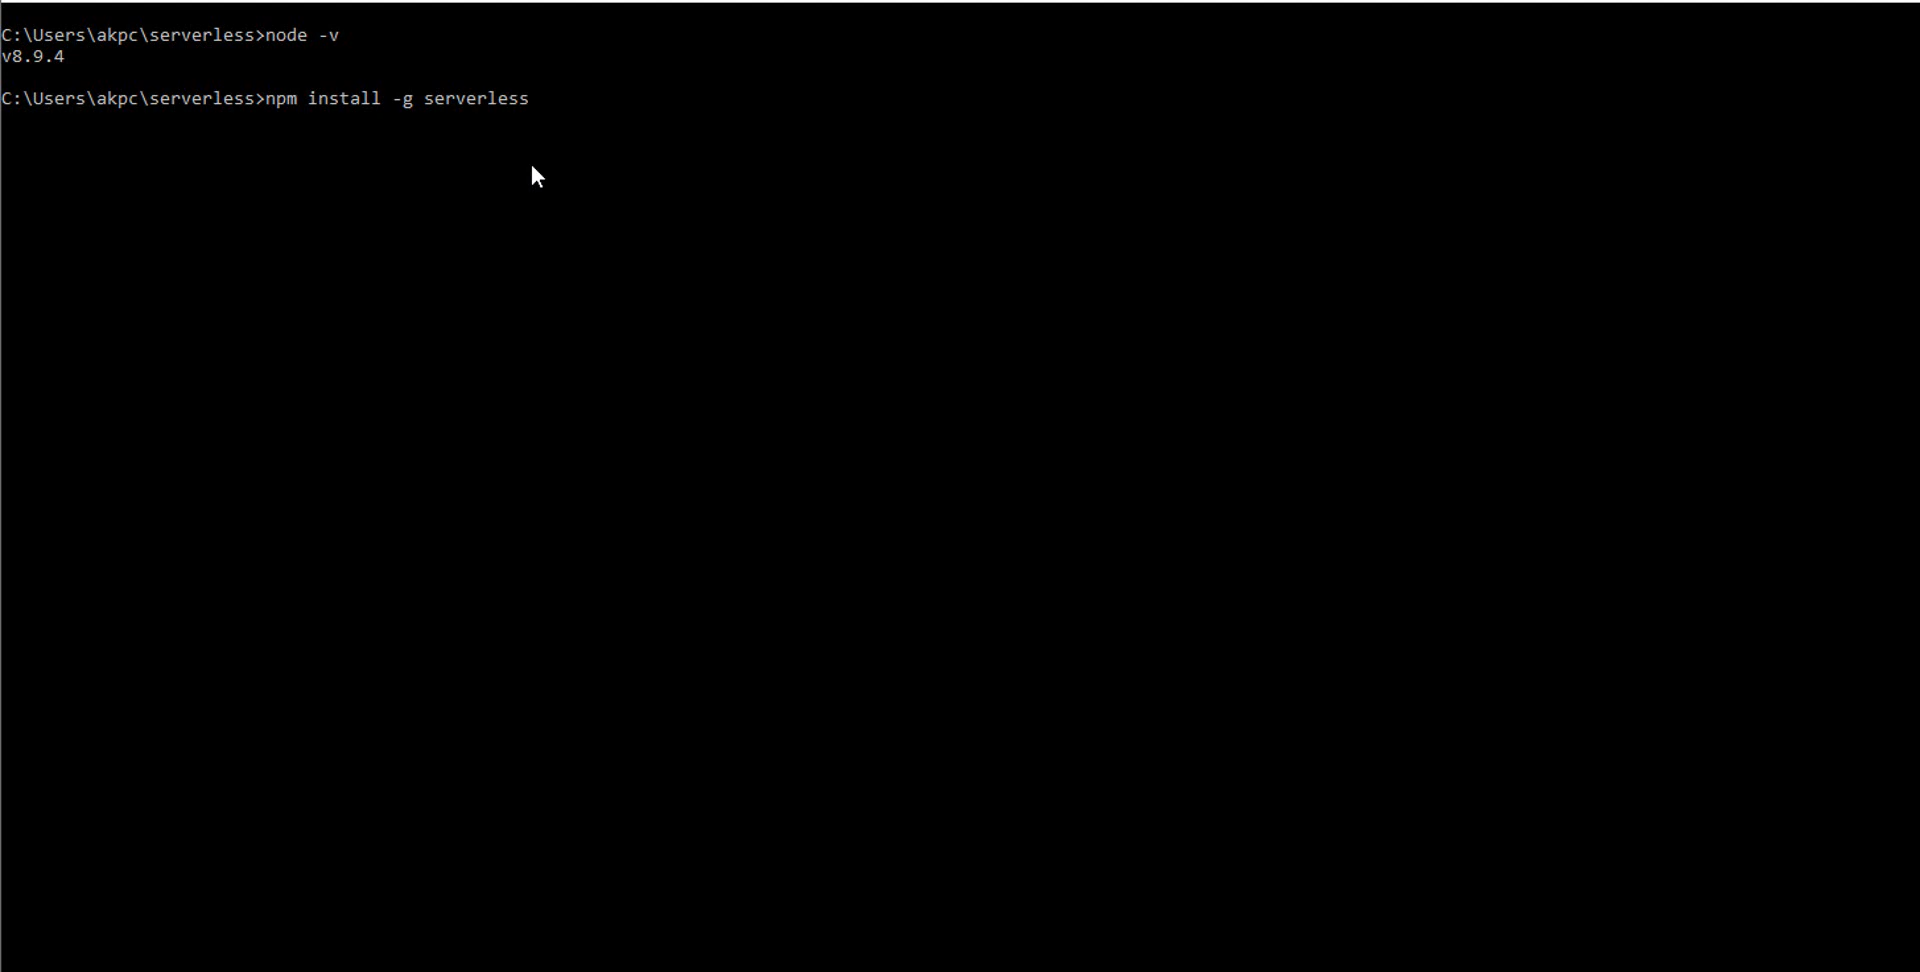 C:\Users\akpc\serverless>node -v
v8.9.4
C:\Users\akpc\serverless>npm install -g serverless